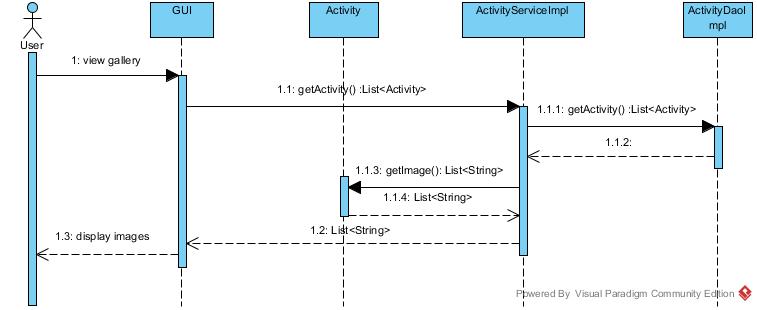 GUI
Activity
ActivityServiceImpl
ActivityDaoI
mpl
User
1: view gallery
1.1: getActivity() :List<Activity>
1.1.1: getActivity() :List<Activity>
1.1.2:
1.1.3: getImage(): List<String>
1.1.4: List<String>
1.2: List<String>
1.3: display images
Powered By Visual Paradigm Community Edition